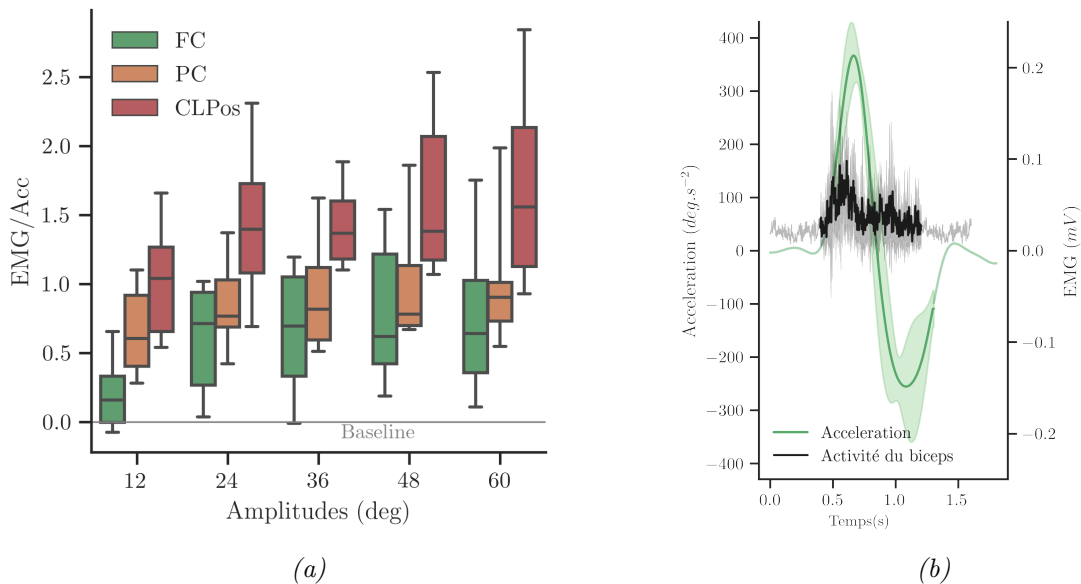 FC
PC
CLPos
EMG/Acc
2.5
2.0
1.5
1.0
0.5
0.0
Baseline
12 24 36 48 60
Amplitudes (deg)
(a)
Acceleration (deg.s⁻²)
400
300
200
100
0
−100
−200
−300
−400
Acceleration
Activité du biceps
0.0 0.5 1.0 1.5
Temps(s)
0.2
0.1
0.0
−0.1
−0.2
EMG (mV)
(b)